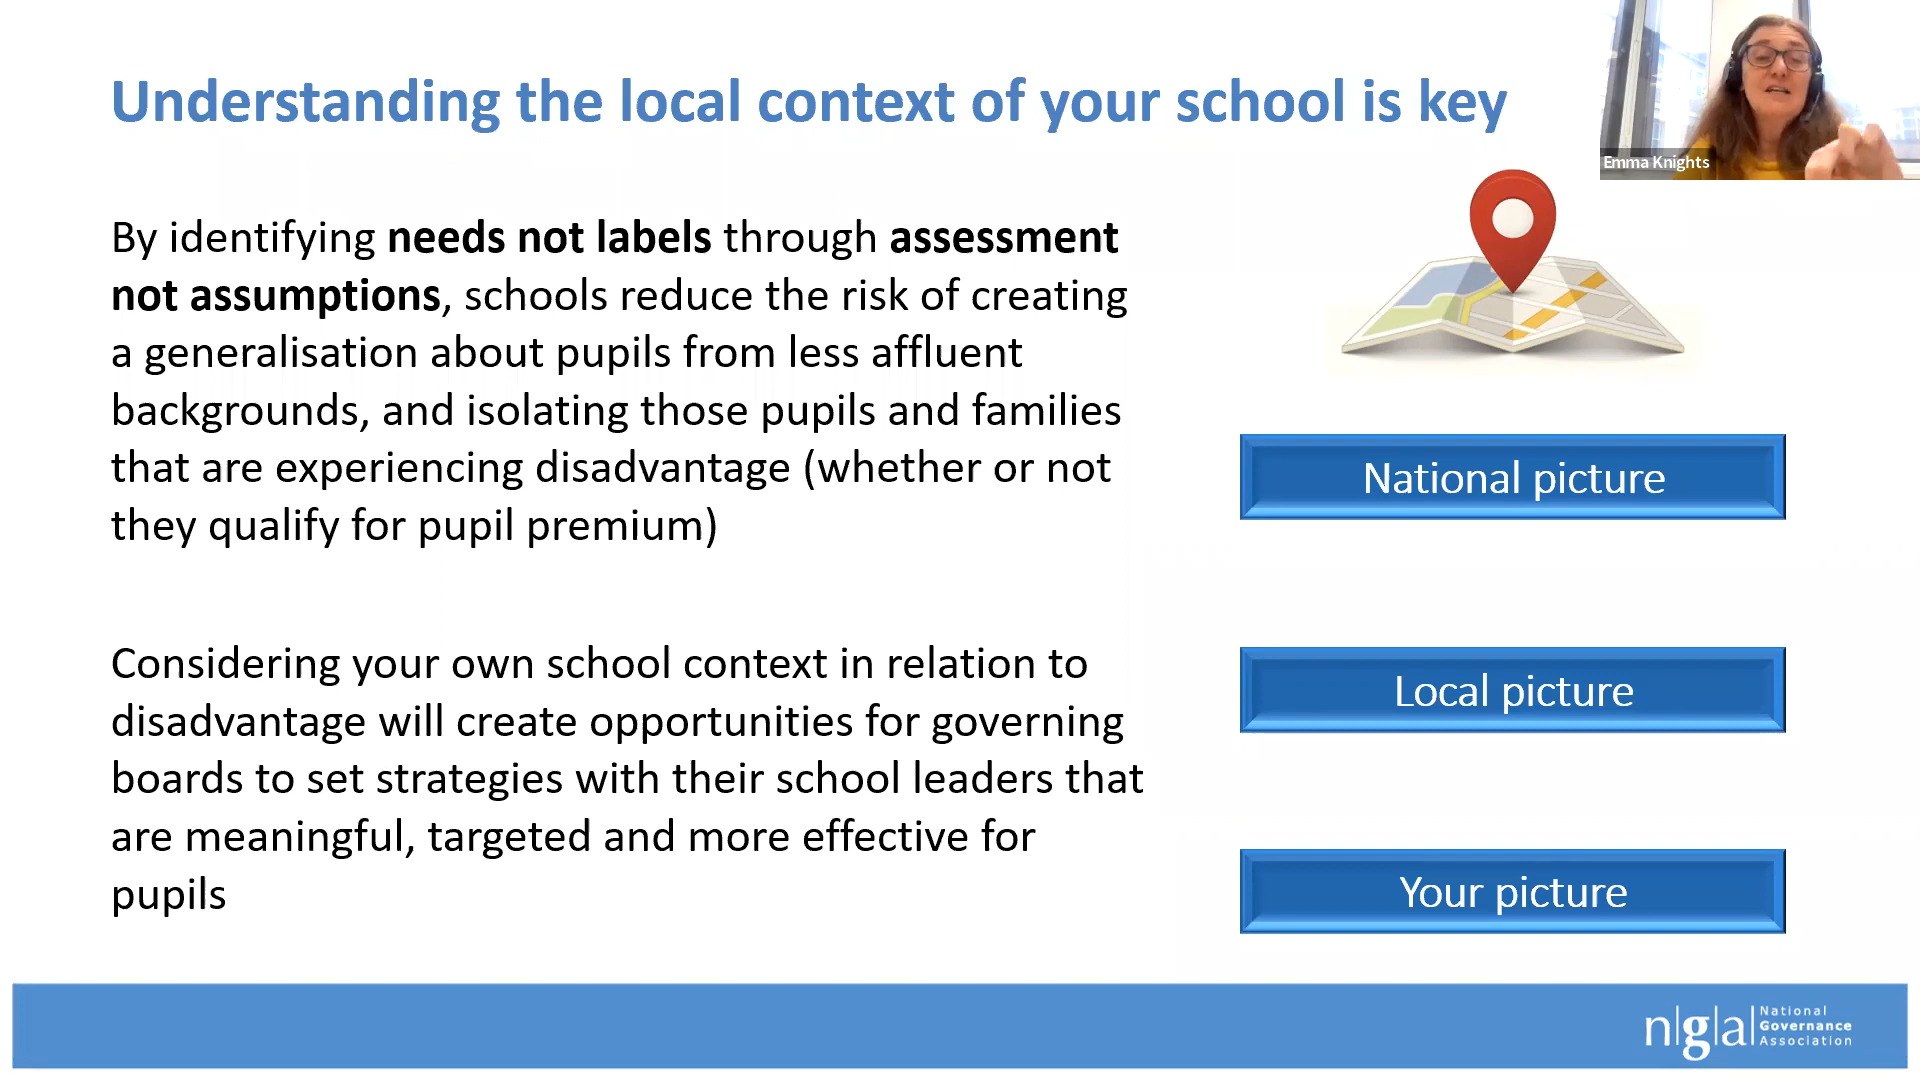 Understanding the local context of your school is key
Emma Knights
By identifying needs not labels through assessment
not assumptions, schools reduce the risk of creating
a generalisation about pupils from less affluent
backgrounds, and isolating those pupils and families
that are experiencing disadvantage (whether or not
they qualify for pupil premium)
Considering your own school context in relation to
disadvantage will create opportunities for governing
boards to set strategies with their school leaders that
are meaningful, targeted and more effective for
pupils
National picture
Local picture
Your picture
n|g|a|
National
Governance
Association